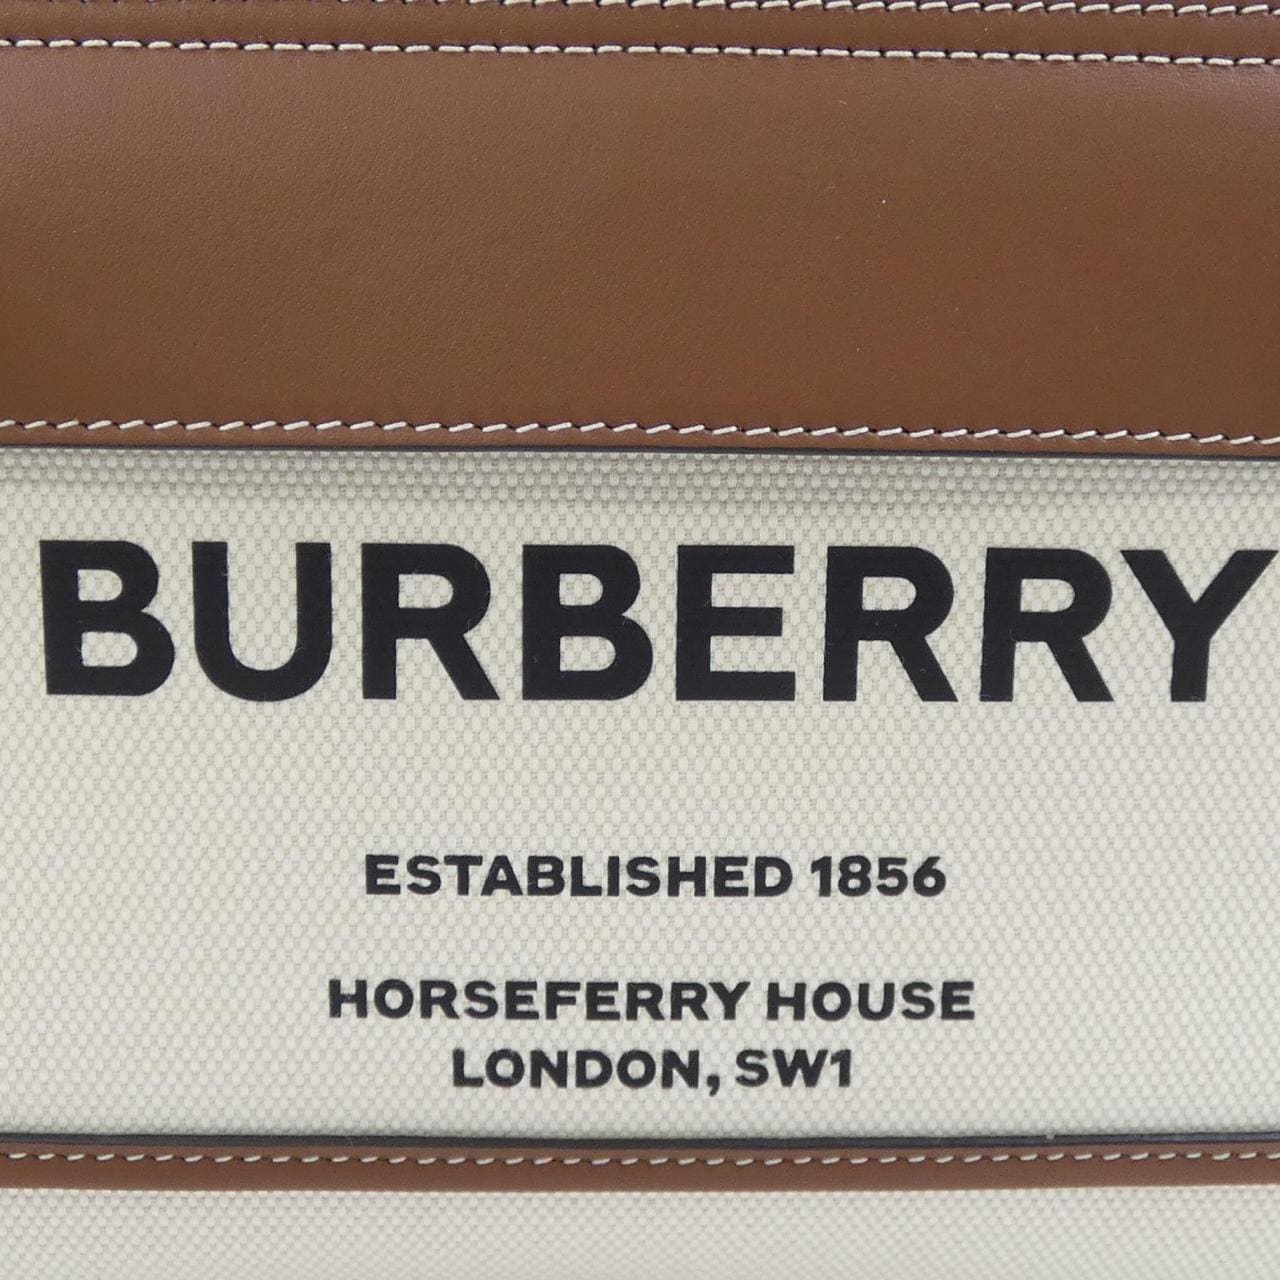 BURBERRY
ESTABLISHED 1856
HORSEFERRY HOUSE
LONDON, SW1